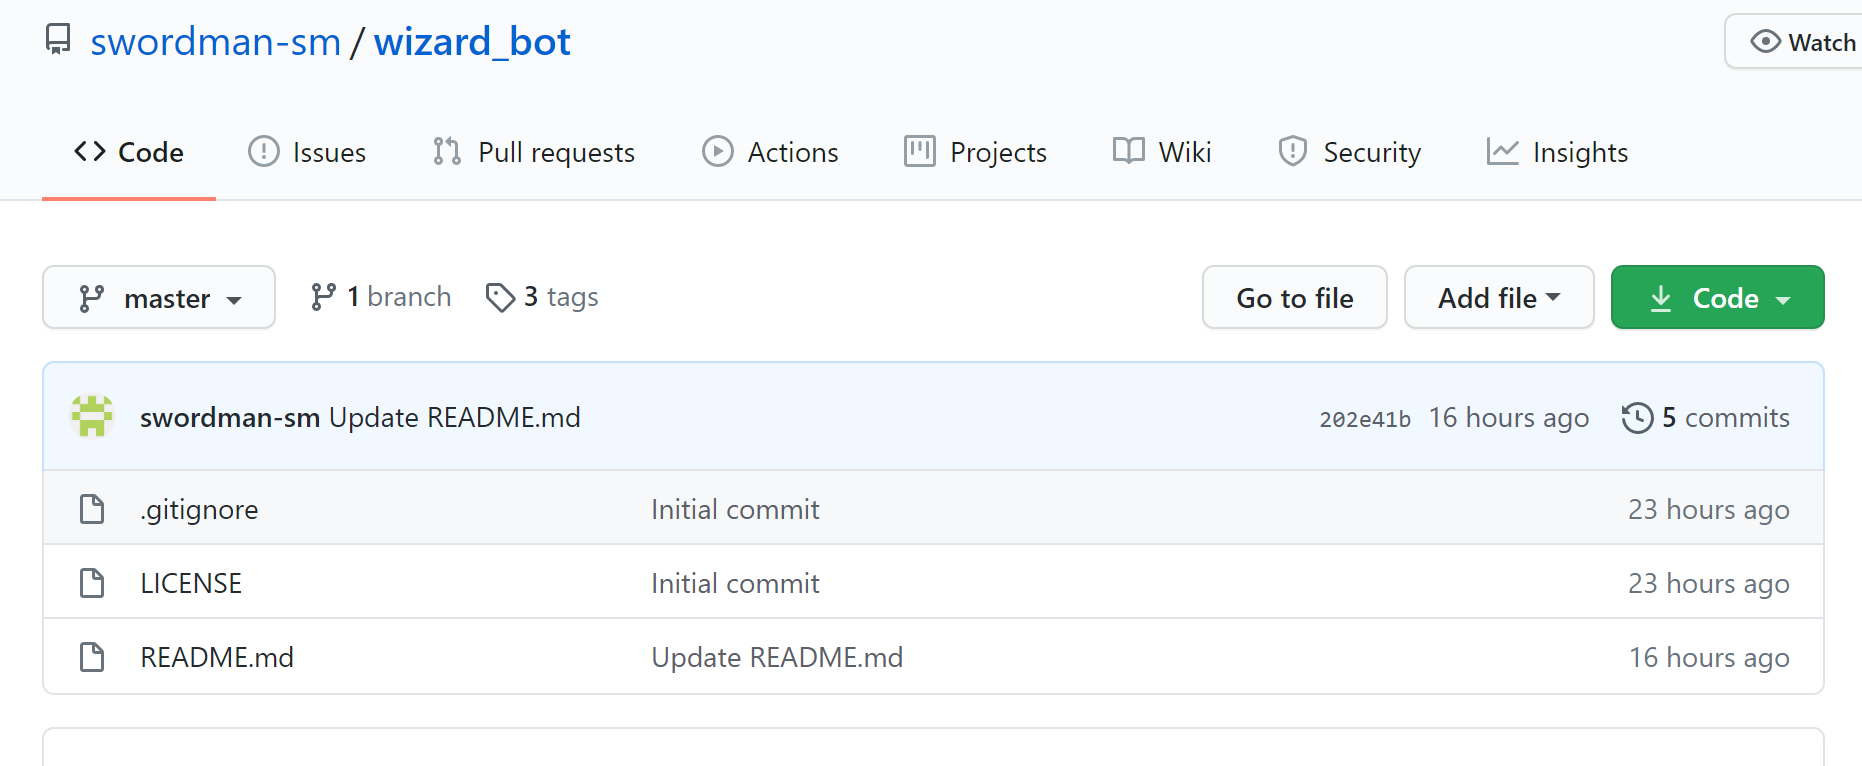 swordman-sm / wizard_bot
Watch
Code Issues Pull requests Actions Projects Wiki Security Insights
master 1 branch 3 tags Go to file Add file Code
swordman-sm Update README.md 202e41b 16 hours ago 5 commits
.gitignore Initial commit 23 hours ago
LICENSE Initial commit 23 hours ago
README.md Update README.md 16 hours ago